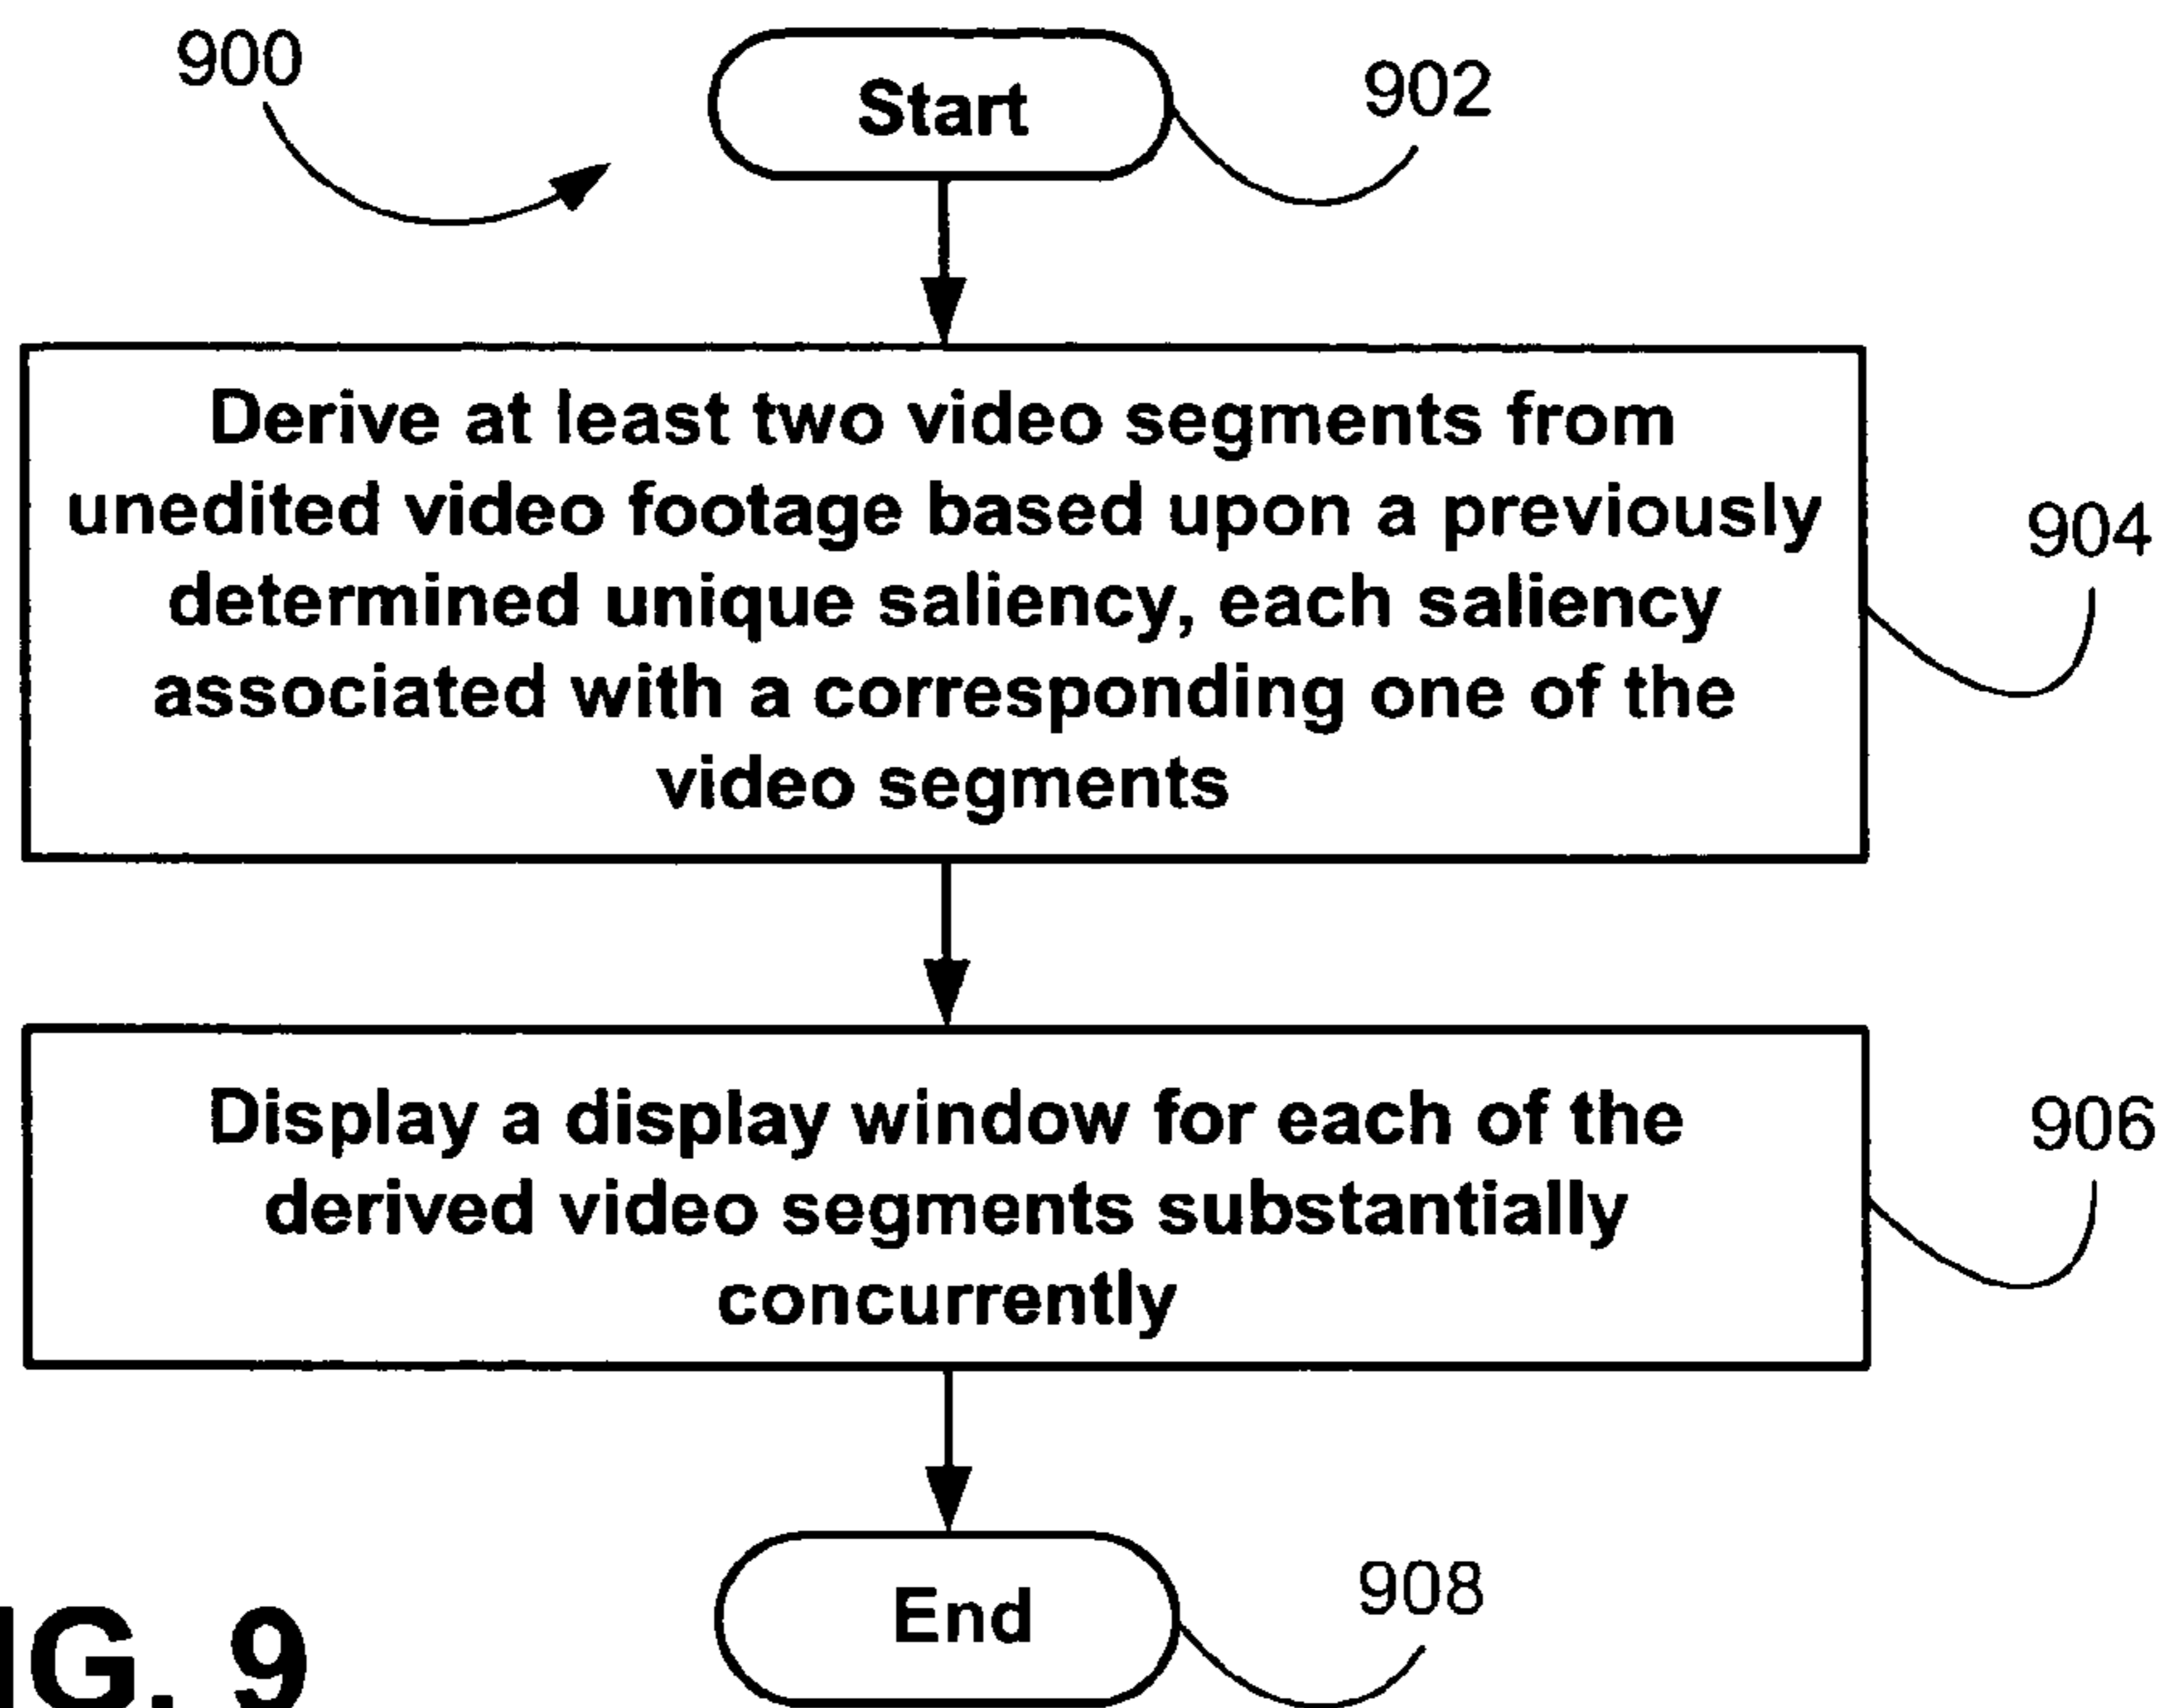 900
Start
902
Derive at least two video segments from
unedited video footage based upon a previously
determined unique saliency, each saliency
associated with a corresponding one of the
video segments
904
Display a display window for each of the
derived video segments substantially
concurrently
906
End
908
IG. 9